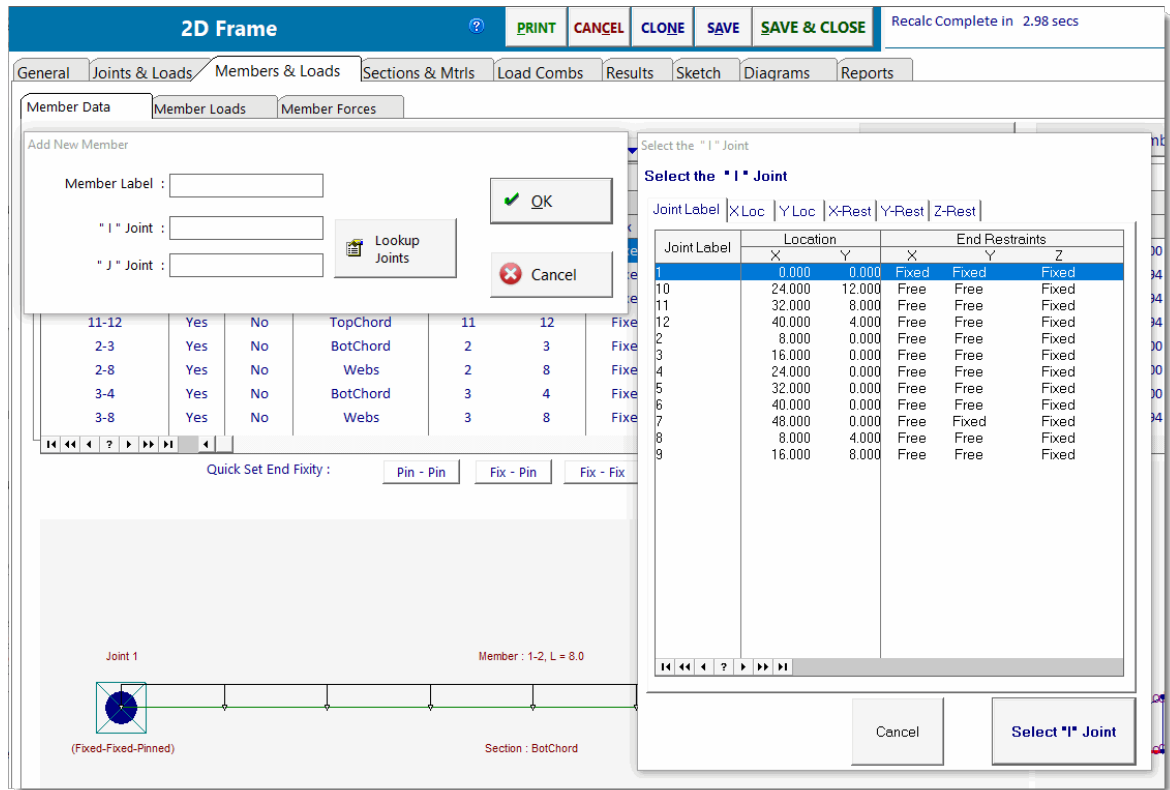 2D Frame ? PRINT CANCEL CLONE SAVE SAVE & CLOSE Recalc Complete in 2.98 secs
General Joints & Loads Members & Loads Sections & Mtrls Load Combs Results Sketch Diagrams Reports
Member Data Member Loads Member Forces
Add New Member
Member Label :
" I " Joint :
" J " Joint :
Lookup
Joints
OK
Cancel
11-12 Yes No TopChord 11 12 Fixe
2-3 Yes No BotChord 2 3 Fixe
2-8 Yes No Webs 2 8 Fixe
3-4 Yes No BotChord 3 4 Fixe
3-8 Yes No Webs 3 8 Fixe
?
Quick Set End Fixity : Pin - Pin Fix - Pin Fix - Fix
Joint 1 Member : 1-2, L = 8.0
(Fixed-Fixed-Pinned) Section : BotChord
Select the " I " Joint
Select the " I " Joint
Joint Label X Loc Y Loc X-Rest Y-Rest Z-Rest
Joint Label Location End Restraints
X Y X Y Z
1 0.000 0.000 Fixed Fixed Fixed
10 24.000 12.000 Free Free Fixed
11 32.000 8.000 Free Free Fixed
12 40.000 4.000 Free Free Fixed
2 8.000 0.000 Free Free Fixed
3 16.000 0.000 Free Free Fixed
4 24.000 0.000 Free Free Fixed
5 32.000 0.000 Free Free Fixed
6 40.000 0.000 Free Free Fixed
7 48.000 0.000 Free Fixed Fixed
8 8.000 4.000 Free Free Fixed
9 16.000 8.000 Free Free Fixed
?
Cancel Select "I" Joint